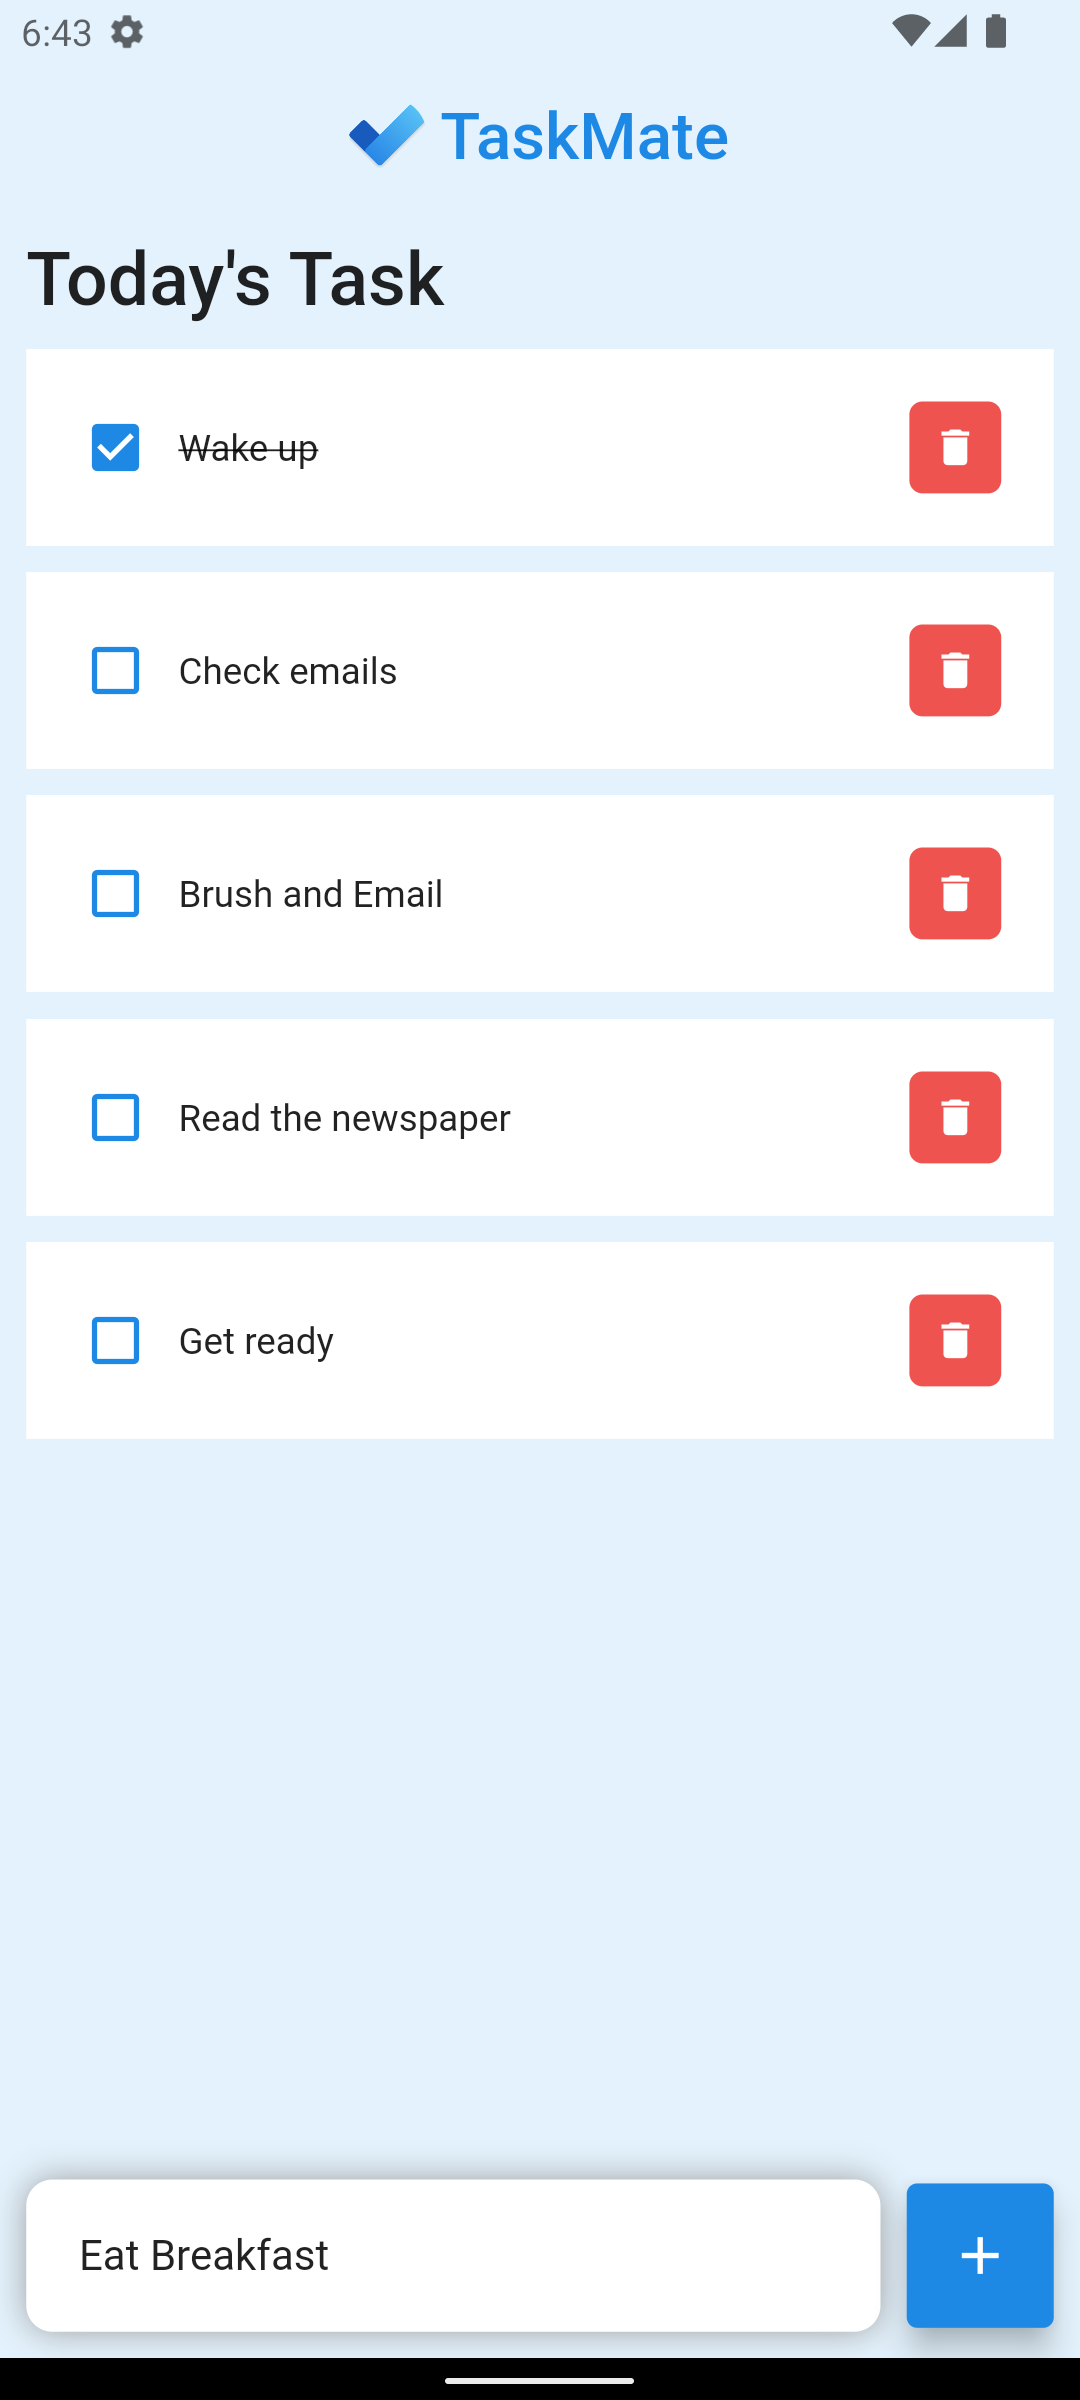 6:43
TaskMate
Today's Task
Wake up
Check emails
Brush and Email
Read the newspaper
Get ready
Eat Breakfast